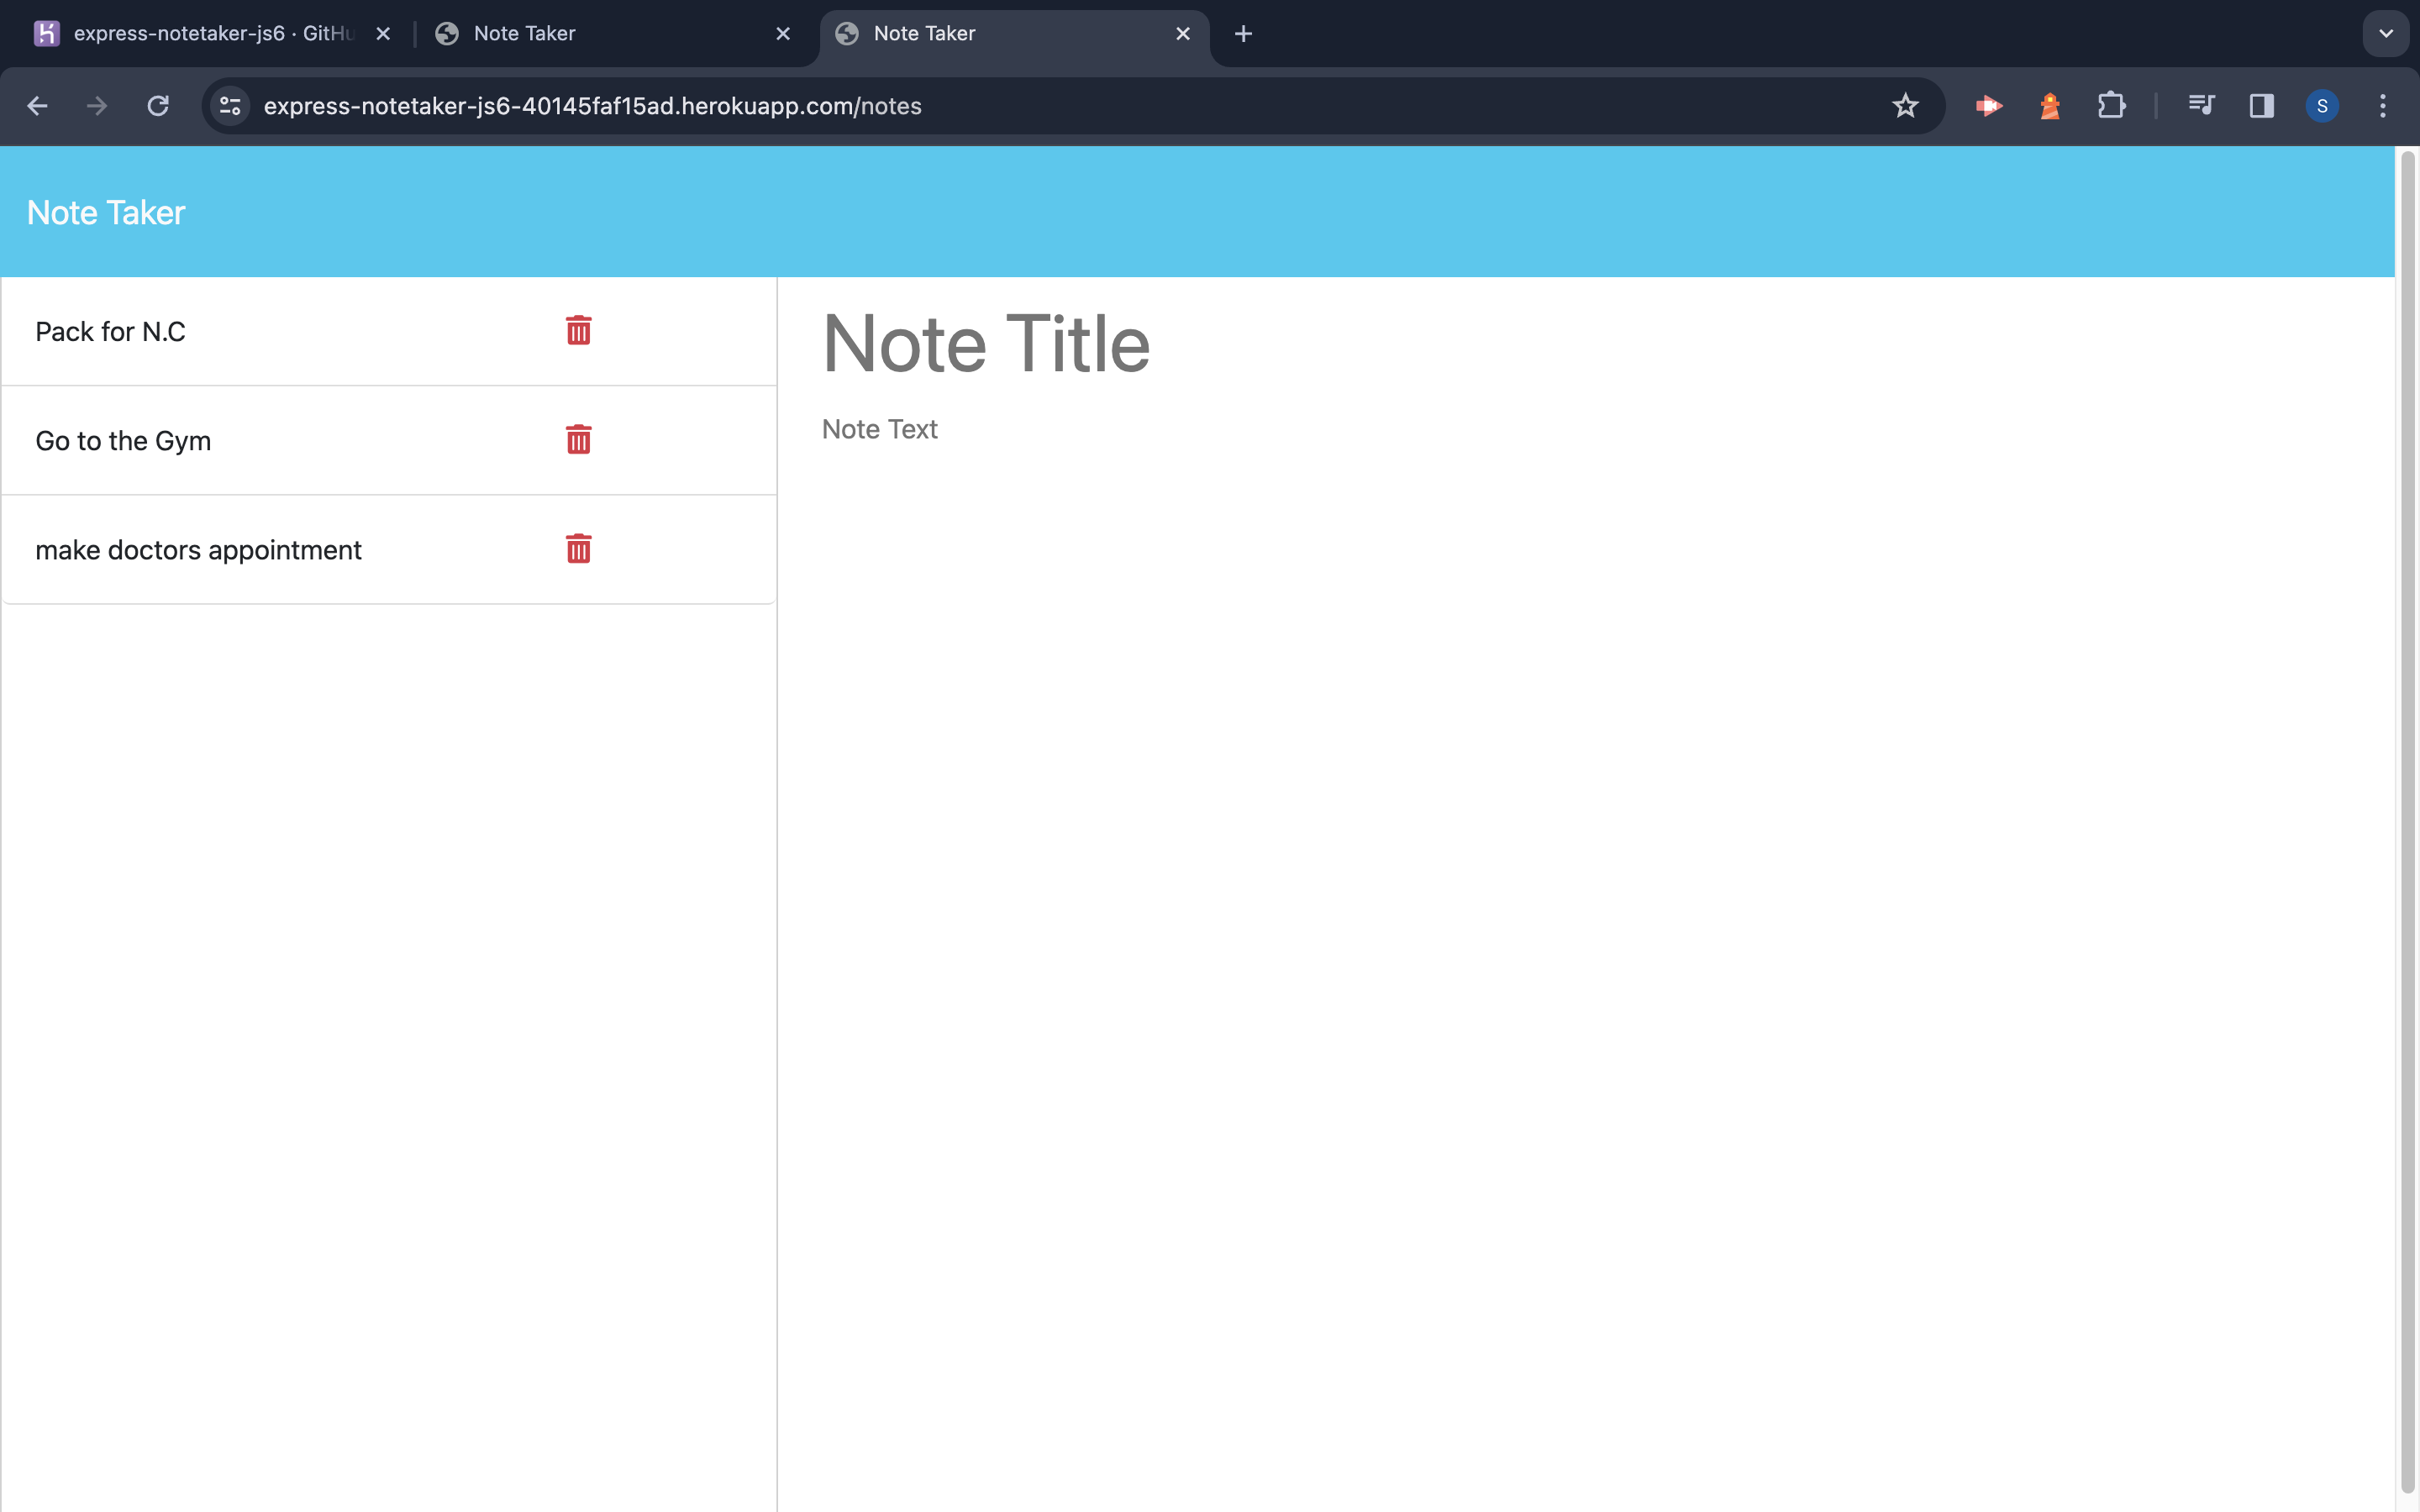 express-notetaker-js6 · GitHu
Note Taker
Note Taker
express-notetaker-js6-40145faf15ad.herokuapp.com/notes
S
Note Taker
Pack for N.C
Go to the Gym
make doctors appointment
Note Title
Note Text